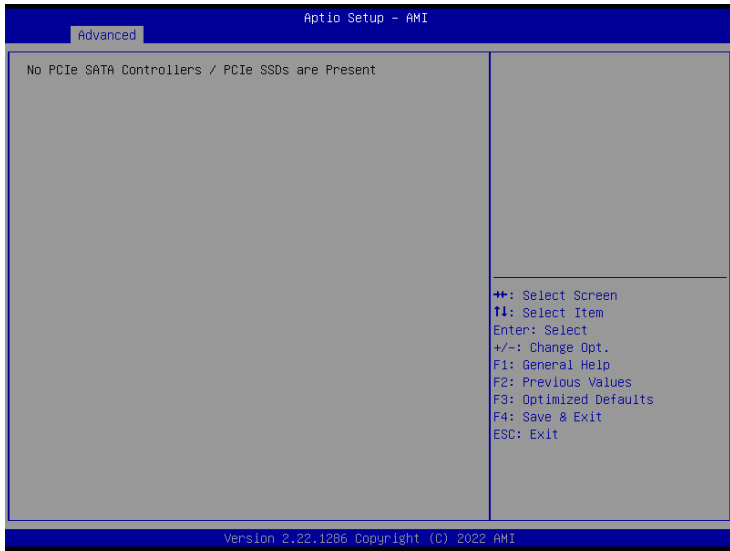 Aptio Setup – AMI
Advanced
No PCIe SATA Controllers / PCIe SSDs are Present
→←: Select Screen
↑↓: Select Item
Enter: Select
+/-: Change Opt.
F1: General Help
F2: Previous Values
F3: Optimized Defaults
F4: Save & Exit
ESC: Exit
Version 2.22.1286 Copyright (C) 2022 AMI